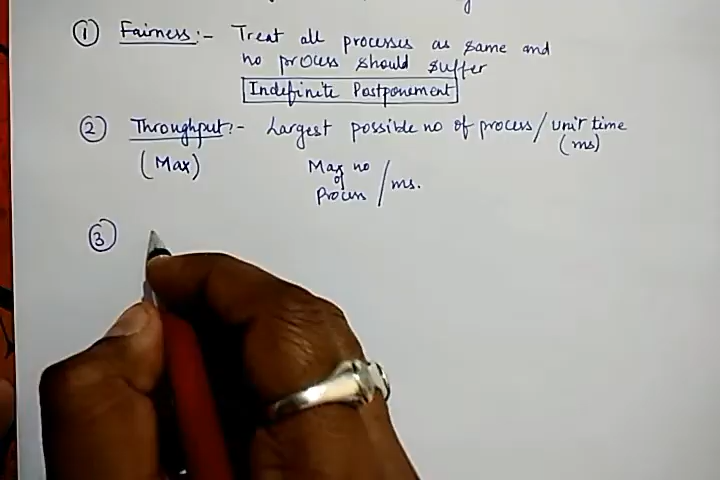 ① Fairness:- Treat all processes as same and
no process should suffer
Indefinite Postponement
② Throughput:- Largest possible no of process / unit time
(Max) (ms)
Max no
of
Process / ms.
③